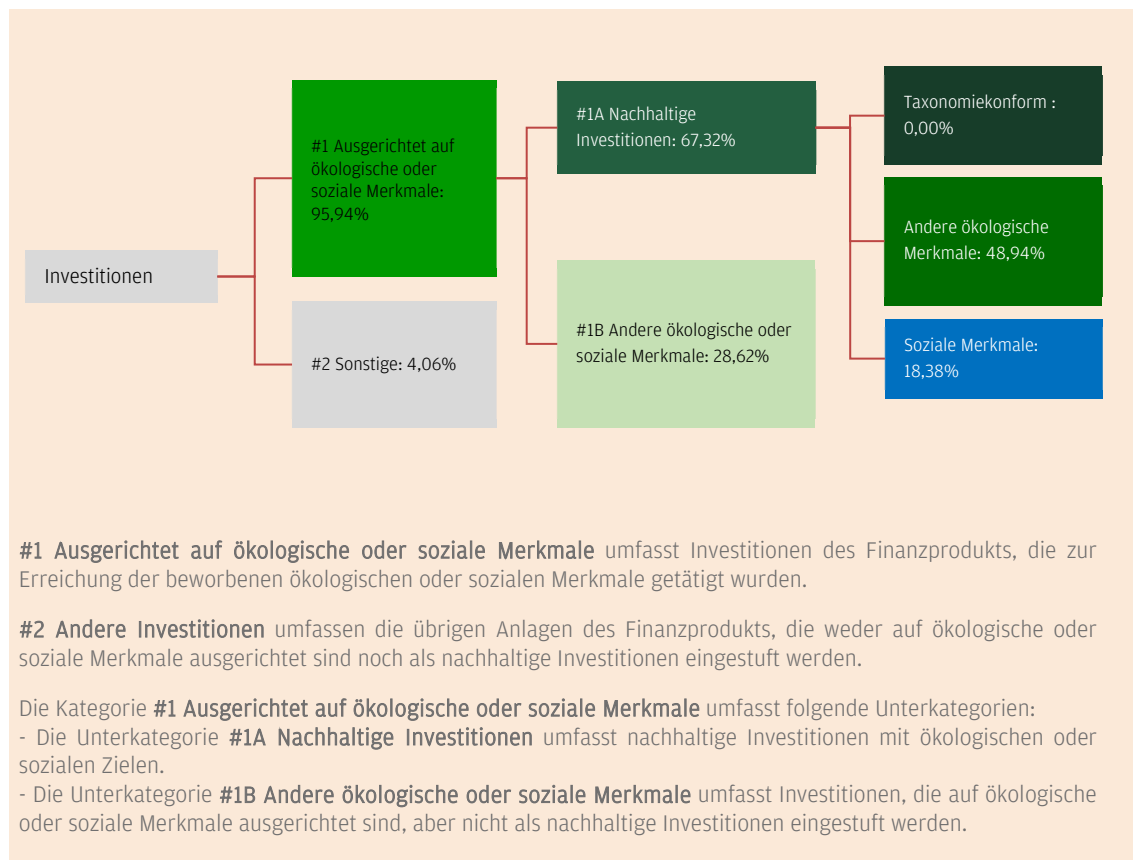 Investitionen
#1 Ausgerichtet auf
ökologische oder
soziale Merkmale:
95,94%
#2 Sonstige: 4,06%
#1A Nachhaltige
Investitionen: 67,32%
#1B Andere ökologische oder
soziale Merkmale: 28,62%
Taxonomiekonform :
0,00%
Andere ökologische
Merkmale: 48,94%
Soziale Merkmale:
18,38%
#1 Ausgerichtet auf ökologische oder soziale Merkmale umfasst Investitionen des Finanzprodukts, die zur
Erreichung der beworbenen ökologischen oder sozialen Merkmale getätigt wurden.
#2 Andere Investitionen umfassen die übrigen Anlagen des Finanzprodukts, die weder auf ökologische oder
soziale Merkmale ausgerichtet sind noch als nachhaltige Investitionen eingestuft werden.
Die Kategorie #1 Ausgerichtet auf ökologische oder soziale Merkmale umfasst folgende Unterkategorien:
- Die Unterkategorie #1A Nachhaltige Investitionen umfasst nachhaltige Investitionen mit ökologischen oder
sozialen Zielen.
- Die Unterkategorie #1B Andere ökologische oder soziale Merkmale umfasst Investitionen, die auf ökologische
oder soziale Merkmale ausgerichtet sind, aber nicht als nachhaltige Investitionen eingestuft werden.